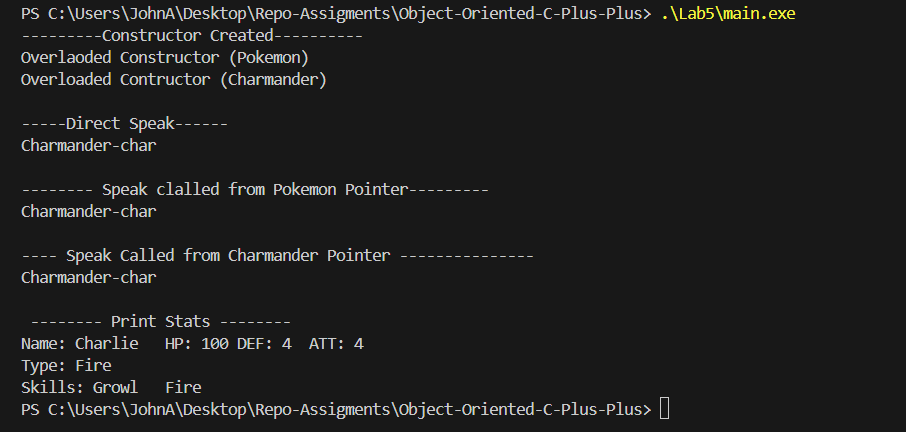 PS C:\Users\JohnA\Desktop\Repo-Assigments\Object-Oriented-C-Plus-Plus> .\Lab5\main.exe
---------Constructor Created----------
Overlaoded Constructor (Pokemon)
Overloaded Contructor (Charmander)
-----Direct Speak------
Charmander-char
-------- Speak clalled from Pokemon Pointer---------
Charmander-char
---- Speak Called from Charmander Pointer ---------------
Charmander-char
-------- Print Stats --------
Name: Charlie   HP: 100 DEF: 4  ATT: 4
Type: Fire
Skills: Growl   Fire
PS C:\Users\JohnA\Desktop\Repo-Assigments\Object-Oriented-C-Plus-Plus>